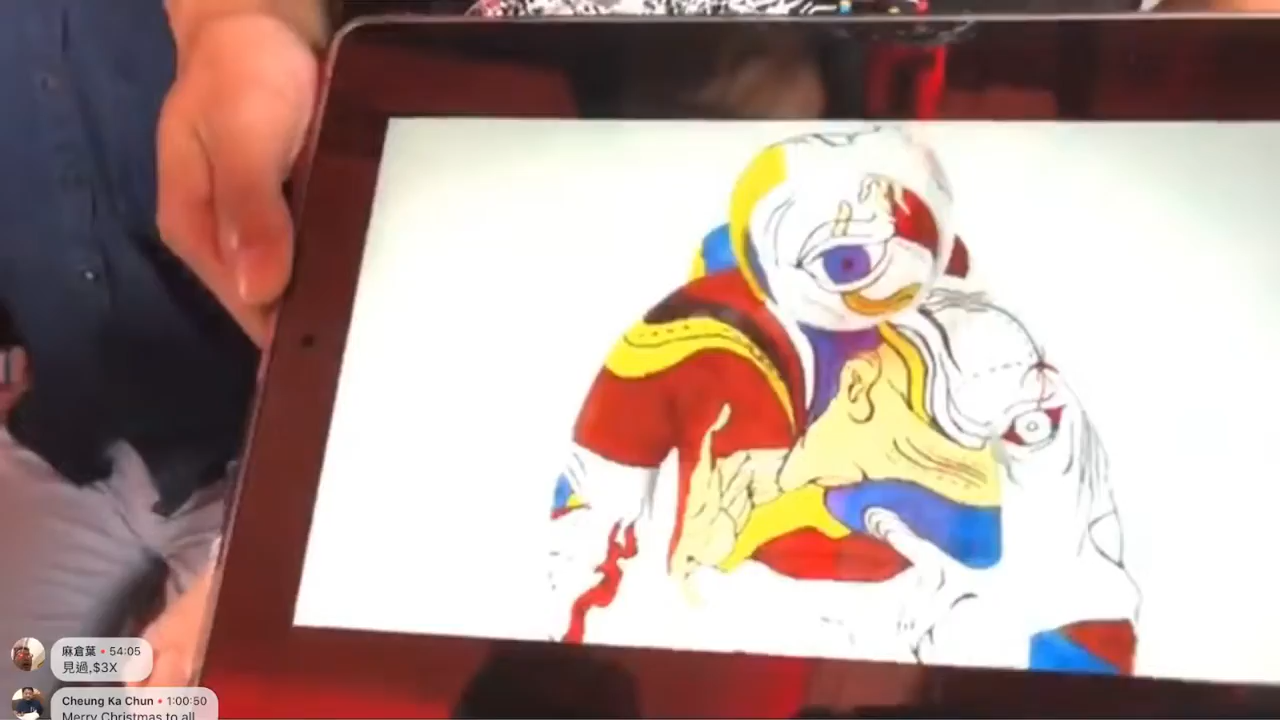 麻倉葉 • 54:05
見過,$3X
Cheung Ka Chun • 1:00:50
Merry Christmas to all